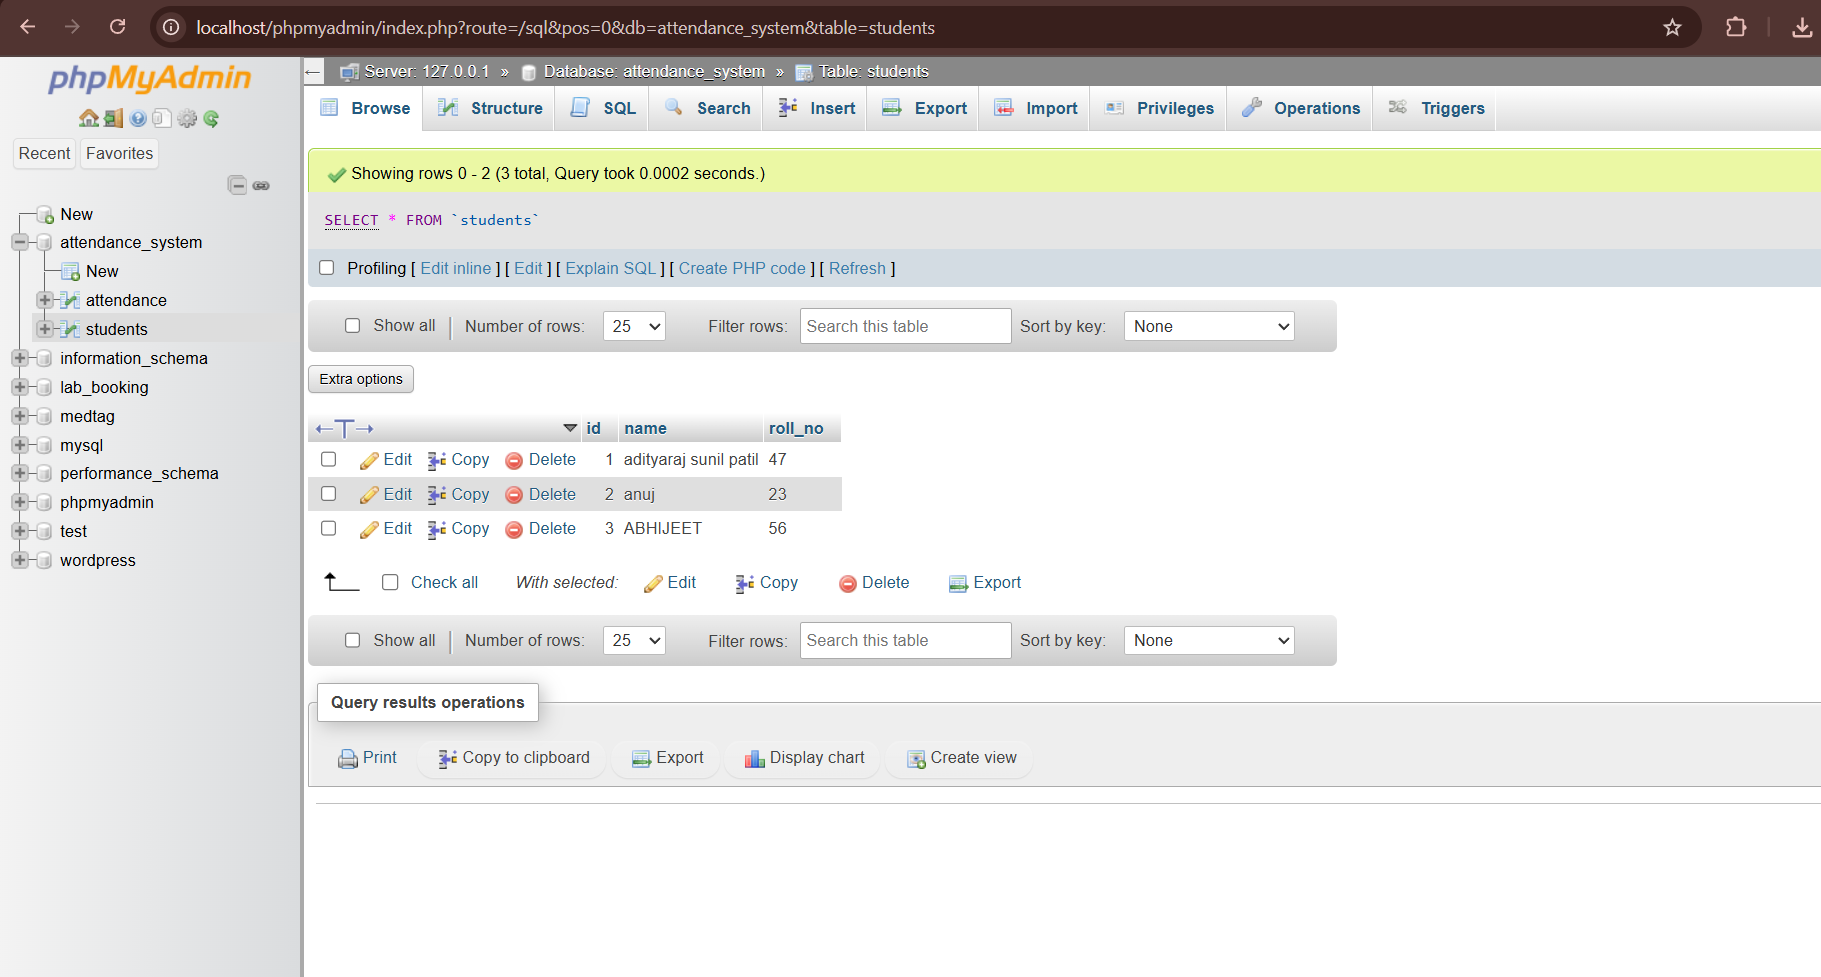 localhost/phpmyadmin/index.php?route=/sql&pos=0&db=attendance_system&table=students
phpMyAdmin
Recent Favorites
New
attendance_system
New
attendance
students
information_schema
lab_booking
medtag
mysql
performance_schema
phpmyadmin
test
wordpress
Server: 127.0.0.1 » Database: attendance_system » Table: students
Browse Structure SQL Search Insert Export Import Privileges Operations Triggers
Showing rows 0 - 2 (3 total, Query took 0.0002 seconds.)
SELECT * FROM `students`
Profiling [ Edit inline ] [ Edit ] [ Explain SQL ] [ Create PHP code ] [ Refresh ]
Show all | Number of rows: 25 Filter rows: Search this table Sort by key: None
Extra options
←T→ id name roll_no
Edit Copy Delete 1 adityaraj sunil patil 47
Edit Copy Delete 2 anuj 23
Edit Copy Delete 3 ABHIJEET 56
Check all With selected: Edit Copy Delete Export
Show all | Number of rows: 25 Filter rows: Search this table Sort by key: None
Query results operations
Print Copy to clipboard Export Display chart Create view